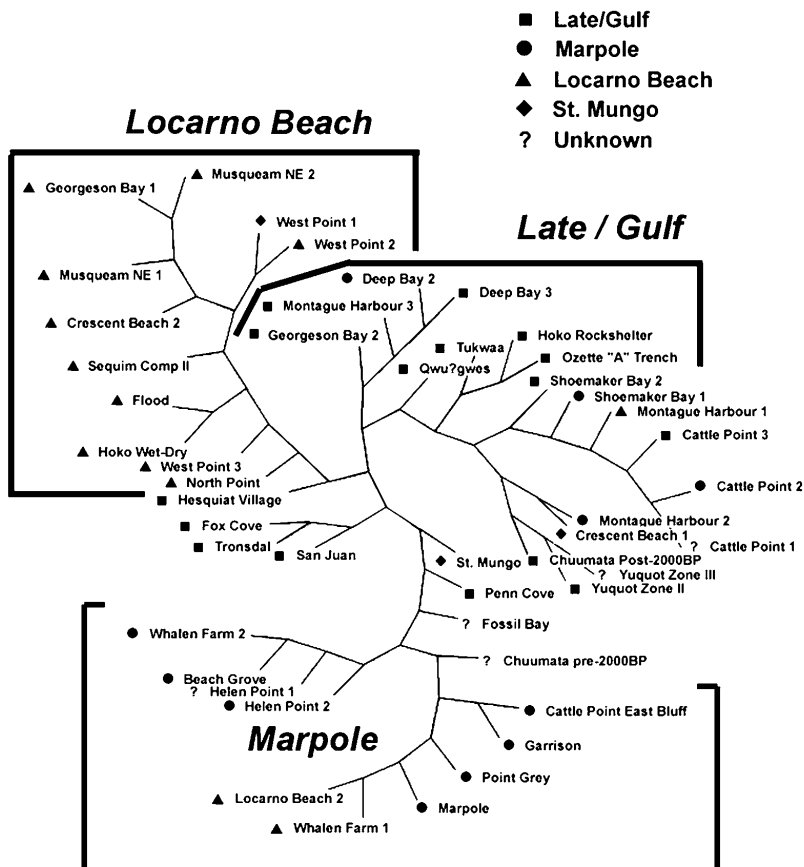 Late/Gulf
Marpole
Locarno Beach
St. Mungo
? Unknown
Locarno Beach
Late / Gulf
Musqueam NE 2
Georgeson Bay 1
West Point 1
West Point 2
Musqueam NE 1
Deep Bay 2
Deep Bay 3
Montague Harbour 3
Crescent Beach 2
Georgeson Bay 2
Hoko Rockshelter
Tukwaa
Ozette "A" Trench
Sequim Comp II
Qwu?gwes
Shoemaker Bay 2
Shoemaker Bay 1
Flood
Montague Harbour 1
Cattle Point 3
Hoko Wet-Dry
West Point 3
North Point
Cattle Point 2
Hesquiat Village
Fox Cove
Montague Harbour 2
Crescent Beach 1
Tronsdal
? Cattle Point 1
San Juan
St. Mungo
Chuumata Post-2000BP
? Yuquot Zone III
Yuquot Zone II
Penn Cove
? Fossil Bay
Whalen Farm 2
? Chuumata pre-2000BP
Beach Grove
? Helen Point 1
Helen Point 2
Cattle Point East Bluff
Marpole
Garrison
Point Grey
Locarno Beach 2
Marpole
Whalen Farm 1